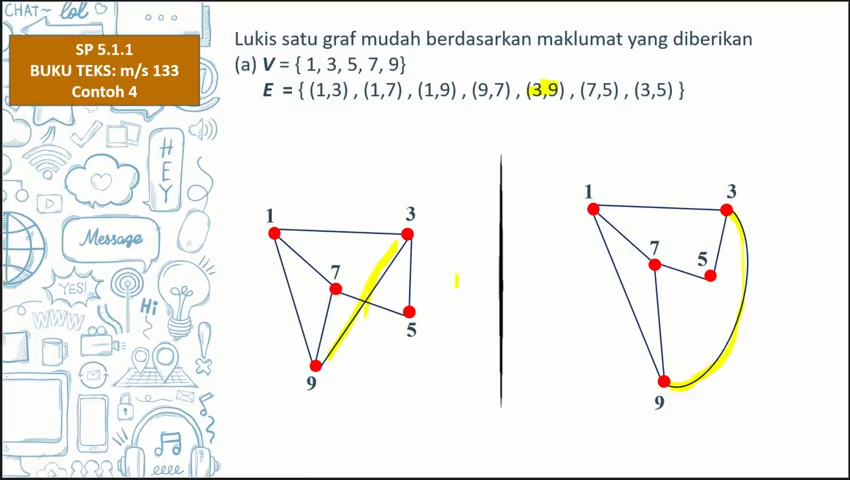 CHAT~ lol
SP 5.1.1
BUKU TEKS: m/s 133
Contoh 4
Lukis satu graf mudah berdasarkan maklumat yang diberikan
(a) V = { 1, 3, 5, 7, 9}
E = { (1,3) , (1,7) , (1,9) , (9,7) , (3,9) , (7,5) , (3,5) }
HEY
Message
YES!
Hi
WWW
1
3
7
5
9
1
3
7
5
9